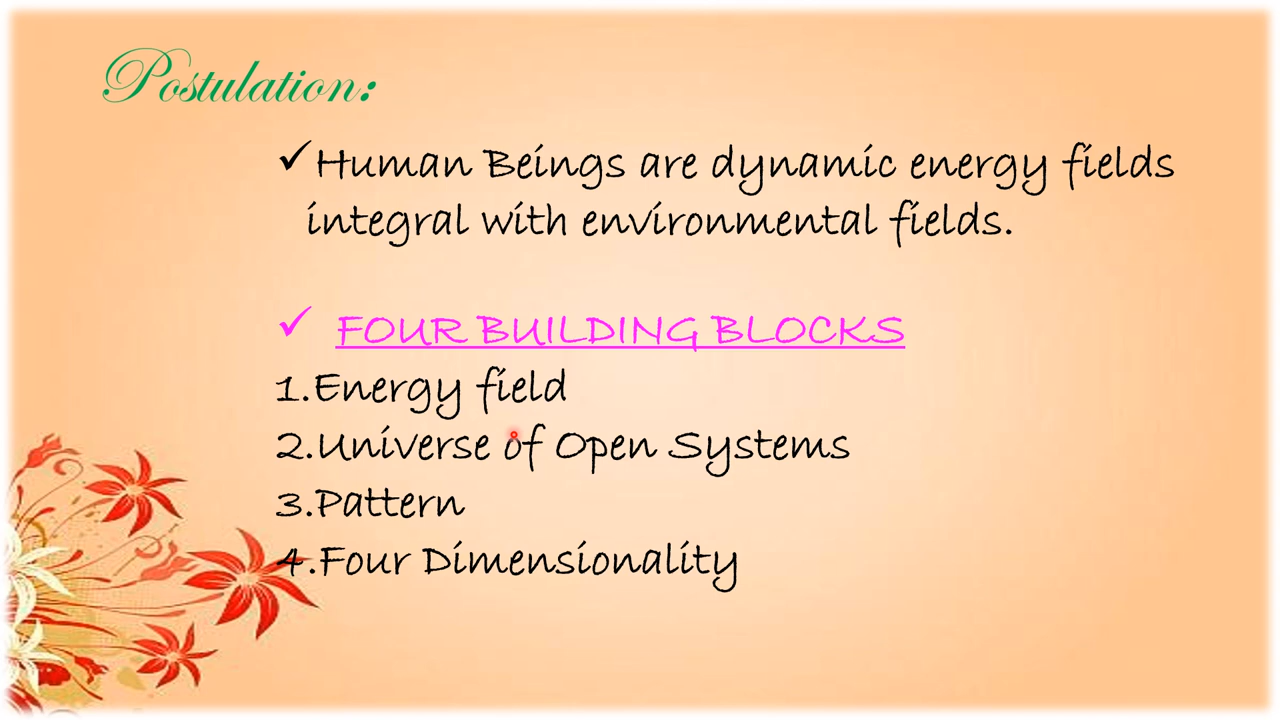 Postulation:
✓Human Beings are dynamic energy fields
integral with environmental fields.
✓ FOUR BUILDING BLOCKS
1.Energy field
2.Universe of Open Systems
3.Pattern
4.Four Dimensionality